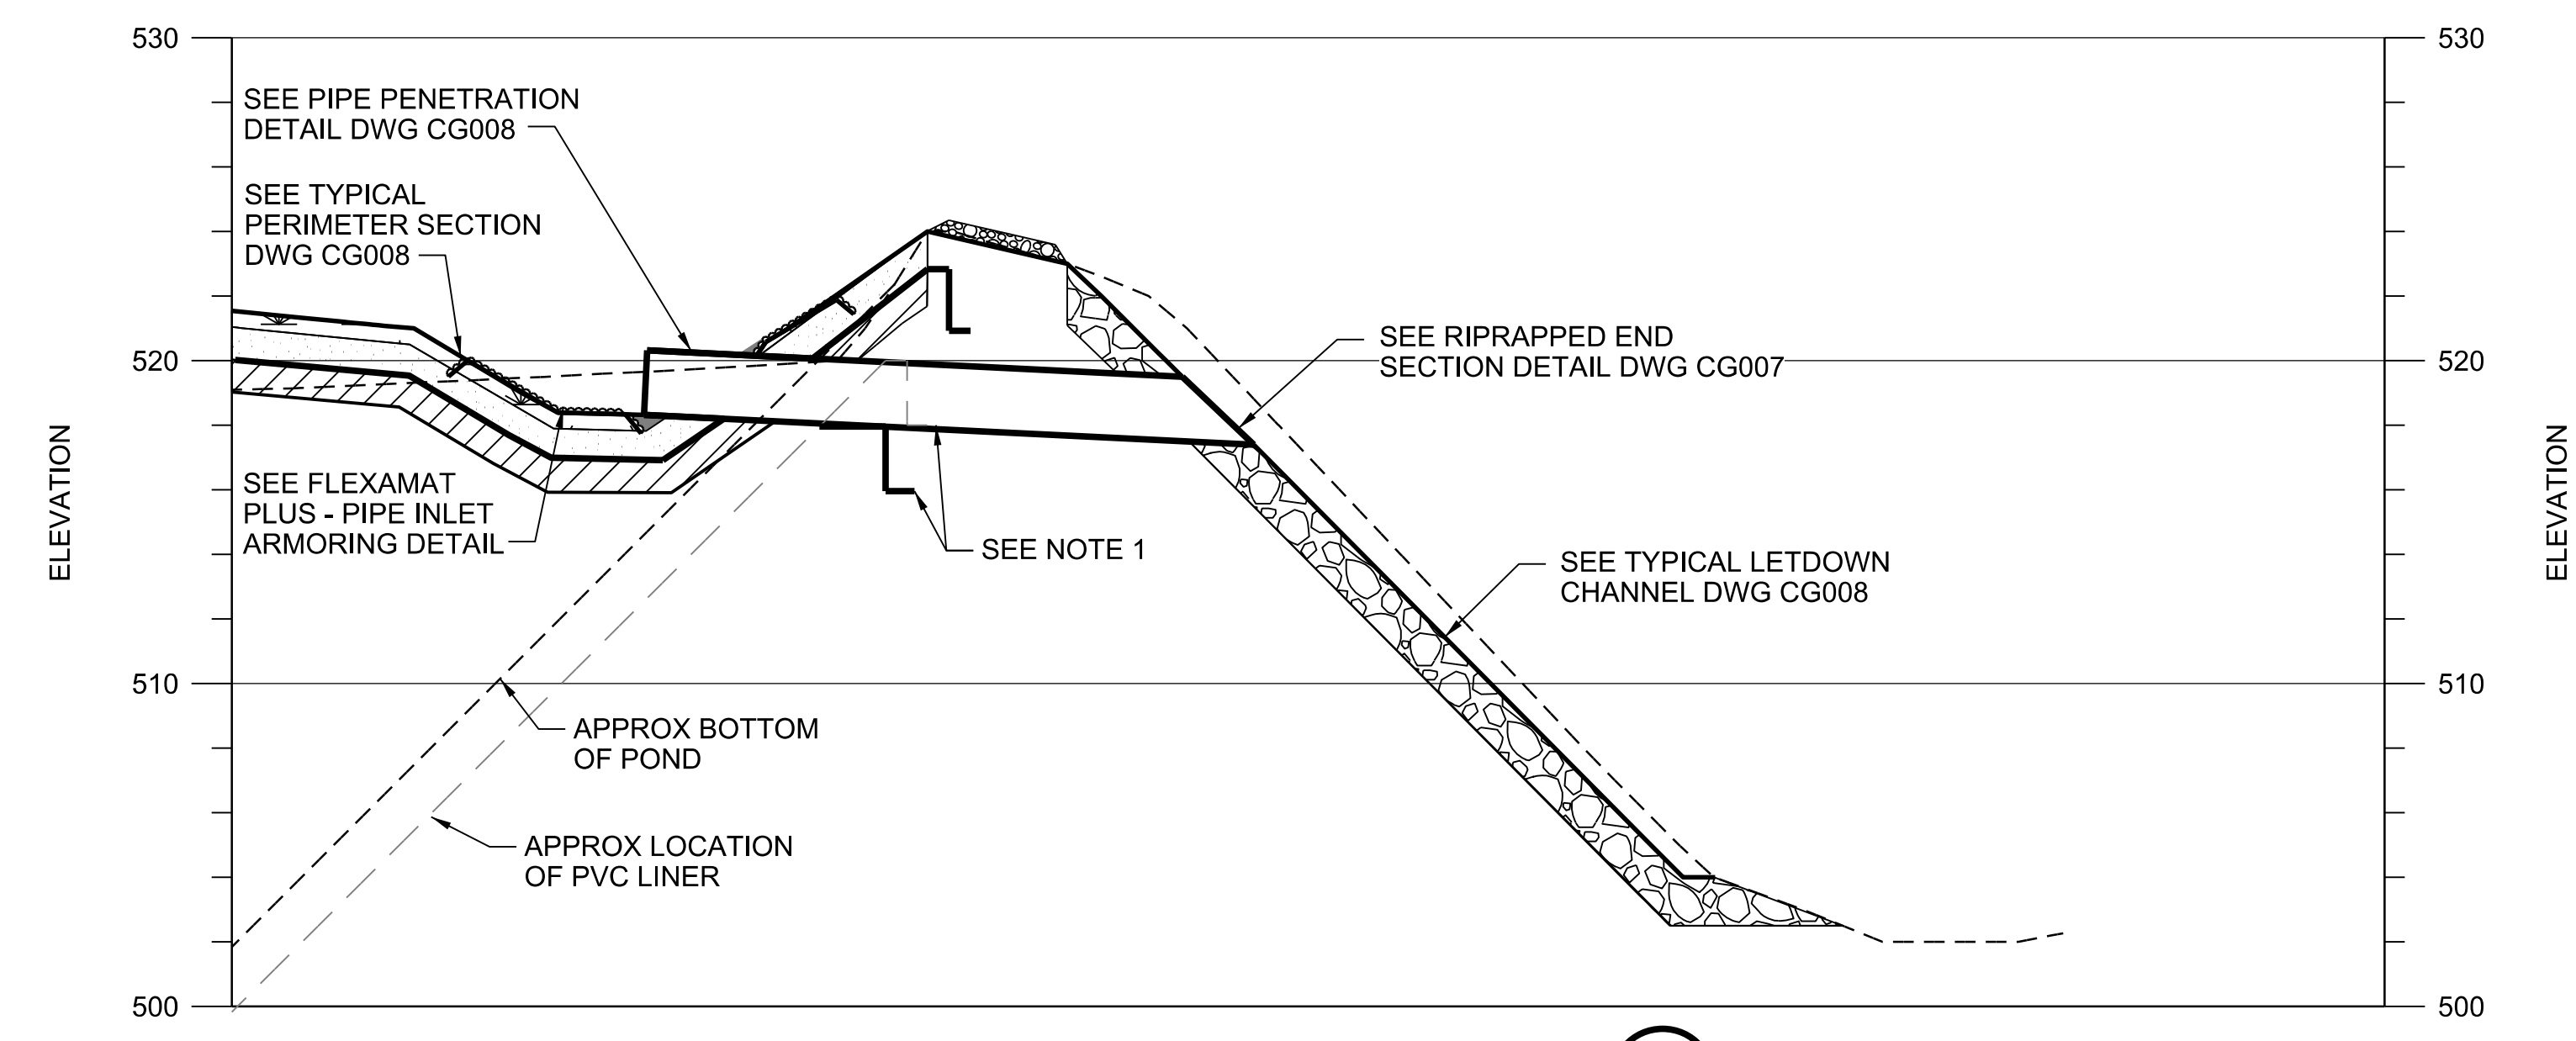 530
530
SEE PIPE PENETRATION
DETAIL DWG CG008
SEE TYPICAL
PERIMETER SECTION
DWG CG008
SEE RIPRAPPED END
SECTION DETAIL DWG CG007
520
520
ELEVATION
ELEVATION
SEE FLEXAMAT
PLUS - PIPE INLET
ARMORING DETAIL
SEE NOTE 1
SEE TYPICAL LETDOWN
CHANNEL DWG CG008
510
510
APPROX BOTTOM
OF POND
APPROX LOCATION
OF PVC LINER
500
500